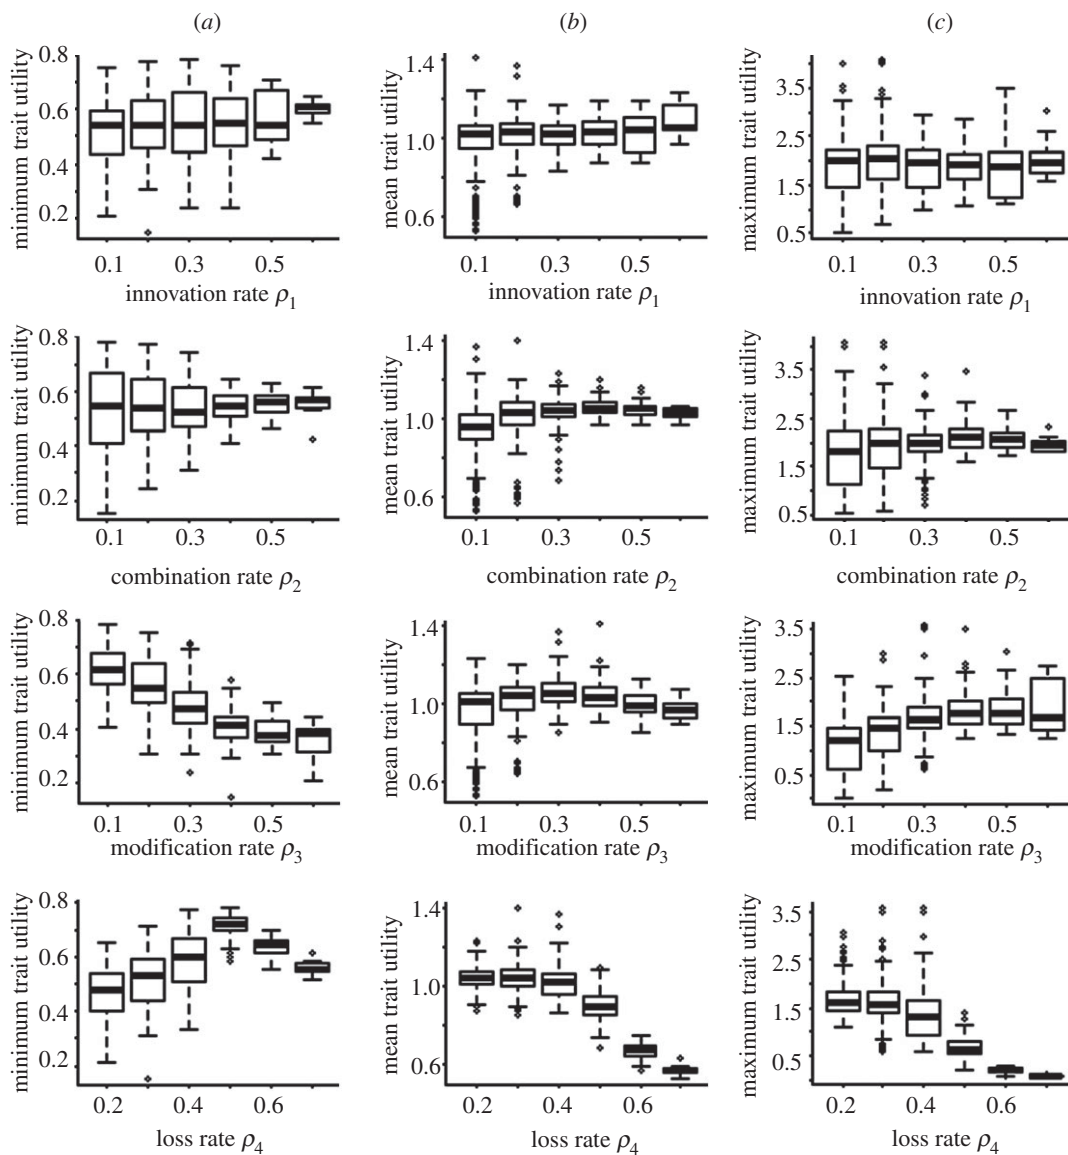 (a) (b) (c)
minimum trait utility 0.8 0.6 0.4 0.2
0.1 0.3 0.5
innovation rate ρ1
mean trait utility 1.4 1.0 0.6
0.1 0.3 0.5
innovation rate ρ1
maximum trait utility 3.5 2.5 1.5 0.5
0.1 0.3 0.5
innovation rate ρ1
minimum trait utility 0.8 0.6 0.4 0.2
0.1 0.3 0.5
combination rate ρ2
mean trait utility 1.4 1.0 0.6
0.1 0.3 0.5
combination rate ρ2
maximum trait utility 3.5 2.5 1.5 0.5
0.1 0.3 0.5
combination rate ρ2
minimum trait utility 0.8 0.6 0.4 0.2
0.1 0.3 0.5
modification rate ρ3
mean trait utility 1.4 1.0 0.6
0.1 0.3 0.5
modification rate ρ3
maximum trait utility 3.5 2.5 1.5 0.5
0.1 0.3 0.5
modification rate ρ3
minimum trait utility 0.8 0.6 0.4 0.2
0.2 0.4 0.6
loss rate ρ4
mean trait utility 1.4 1.0 0.6
0.2 0.4 0.6
loss rate ρ4
maximum trait utility 3.5 2.5 1.5 0.5
0.2 0.4 0.6
loss rate ρ4